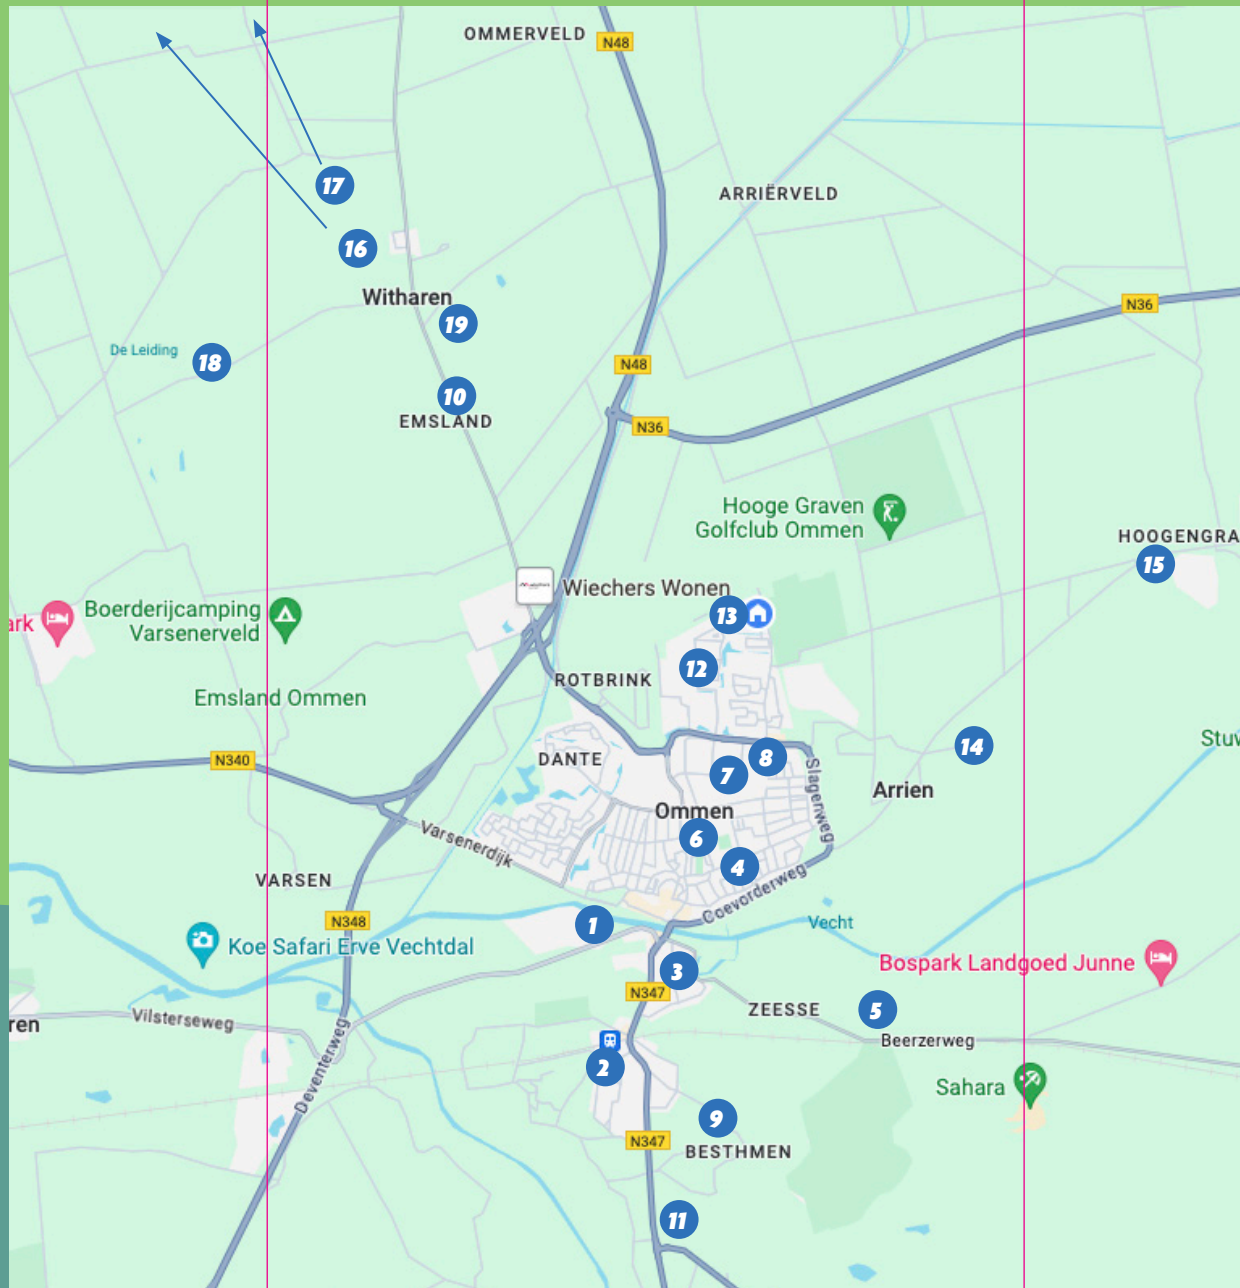 OMMERVELD
N48
17
ARRIËRVELD
16
Witharen
N36
19
De Leiding
18
N48
10
EMSLAND
N36
Hooge Graven
Golfclub Ommen
HOOGENGRA
15
Wiechers Wonen
Boerderijcamping
Varsenerveld
ark
13
12
ROTBRINK
Emsland Ommen
Stuw
14
N340
DANTE
8
7
Slagenweg
Arrien
Ommen
6
Varsenerdijk
4
VARSEN
Coevorderweg
1
N348
Vecht
Koe Safari Erve Vechtdal
Bospark Landgoed Junne
3
N347
ZEESSE
5
ren
Vilsterseweg
Beerzerweg
2
Deventerweg
Sahara
9
N347
BESTHMEN
11